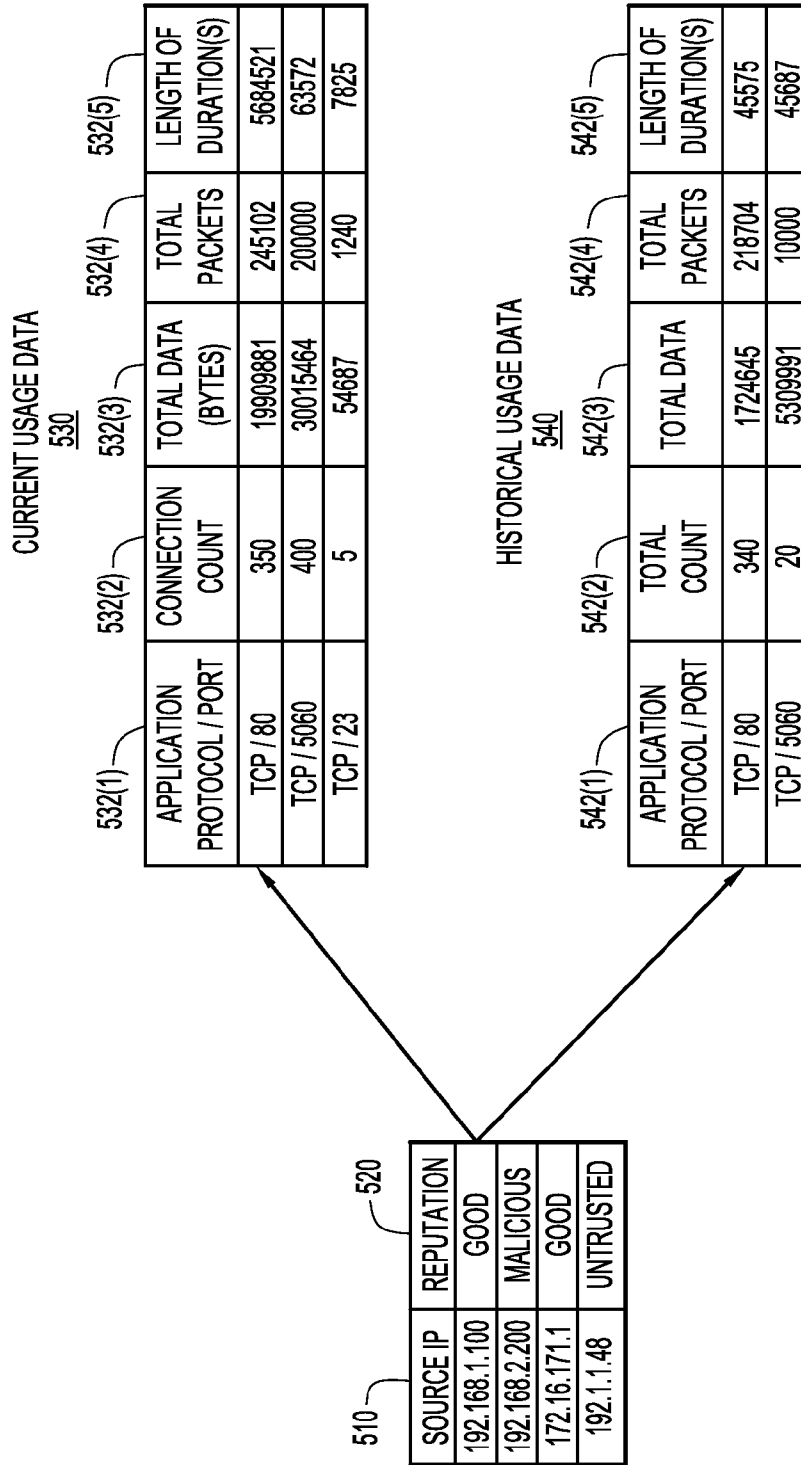 CURRENT USAGE DATA
530
532(1) 532(2) 532(3) 532(4) 532(5)
APPLICATION PROTOCOL / PORT CONNECTION COUNT TOTAL DATA (BYTES) TOTAL PACKETS LENGTH OF DURATION(S)
TCP / 80 350 19909881 245102 5684521
TCP / 5060 400 30015464 200000 63572
TCP / 23 5 54687 1240 7825
510 520
SOURCE IP REPUTATION
192.168.1.100 GOOD
192.168.2.200 MALICIOUS
172.16.171.1 GOOD
192.1.1.48 UNTRUSTED
HISTORICAL USAGE DATA
540
542(1) 542(2) 542(3) 542(4) 542(5)
APPLICATION PROTOCOL / PORT TOTAL COUNT TOTAL DATA TOTAL PACKETS LENGTH OF DURATION(S)
TCP / 80 340 1724645 218704 45575
TCP / 5060 20 5309991 10000 45687